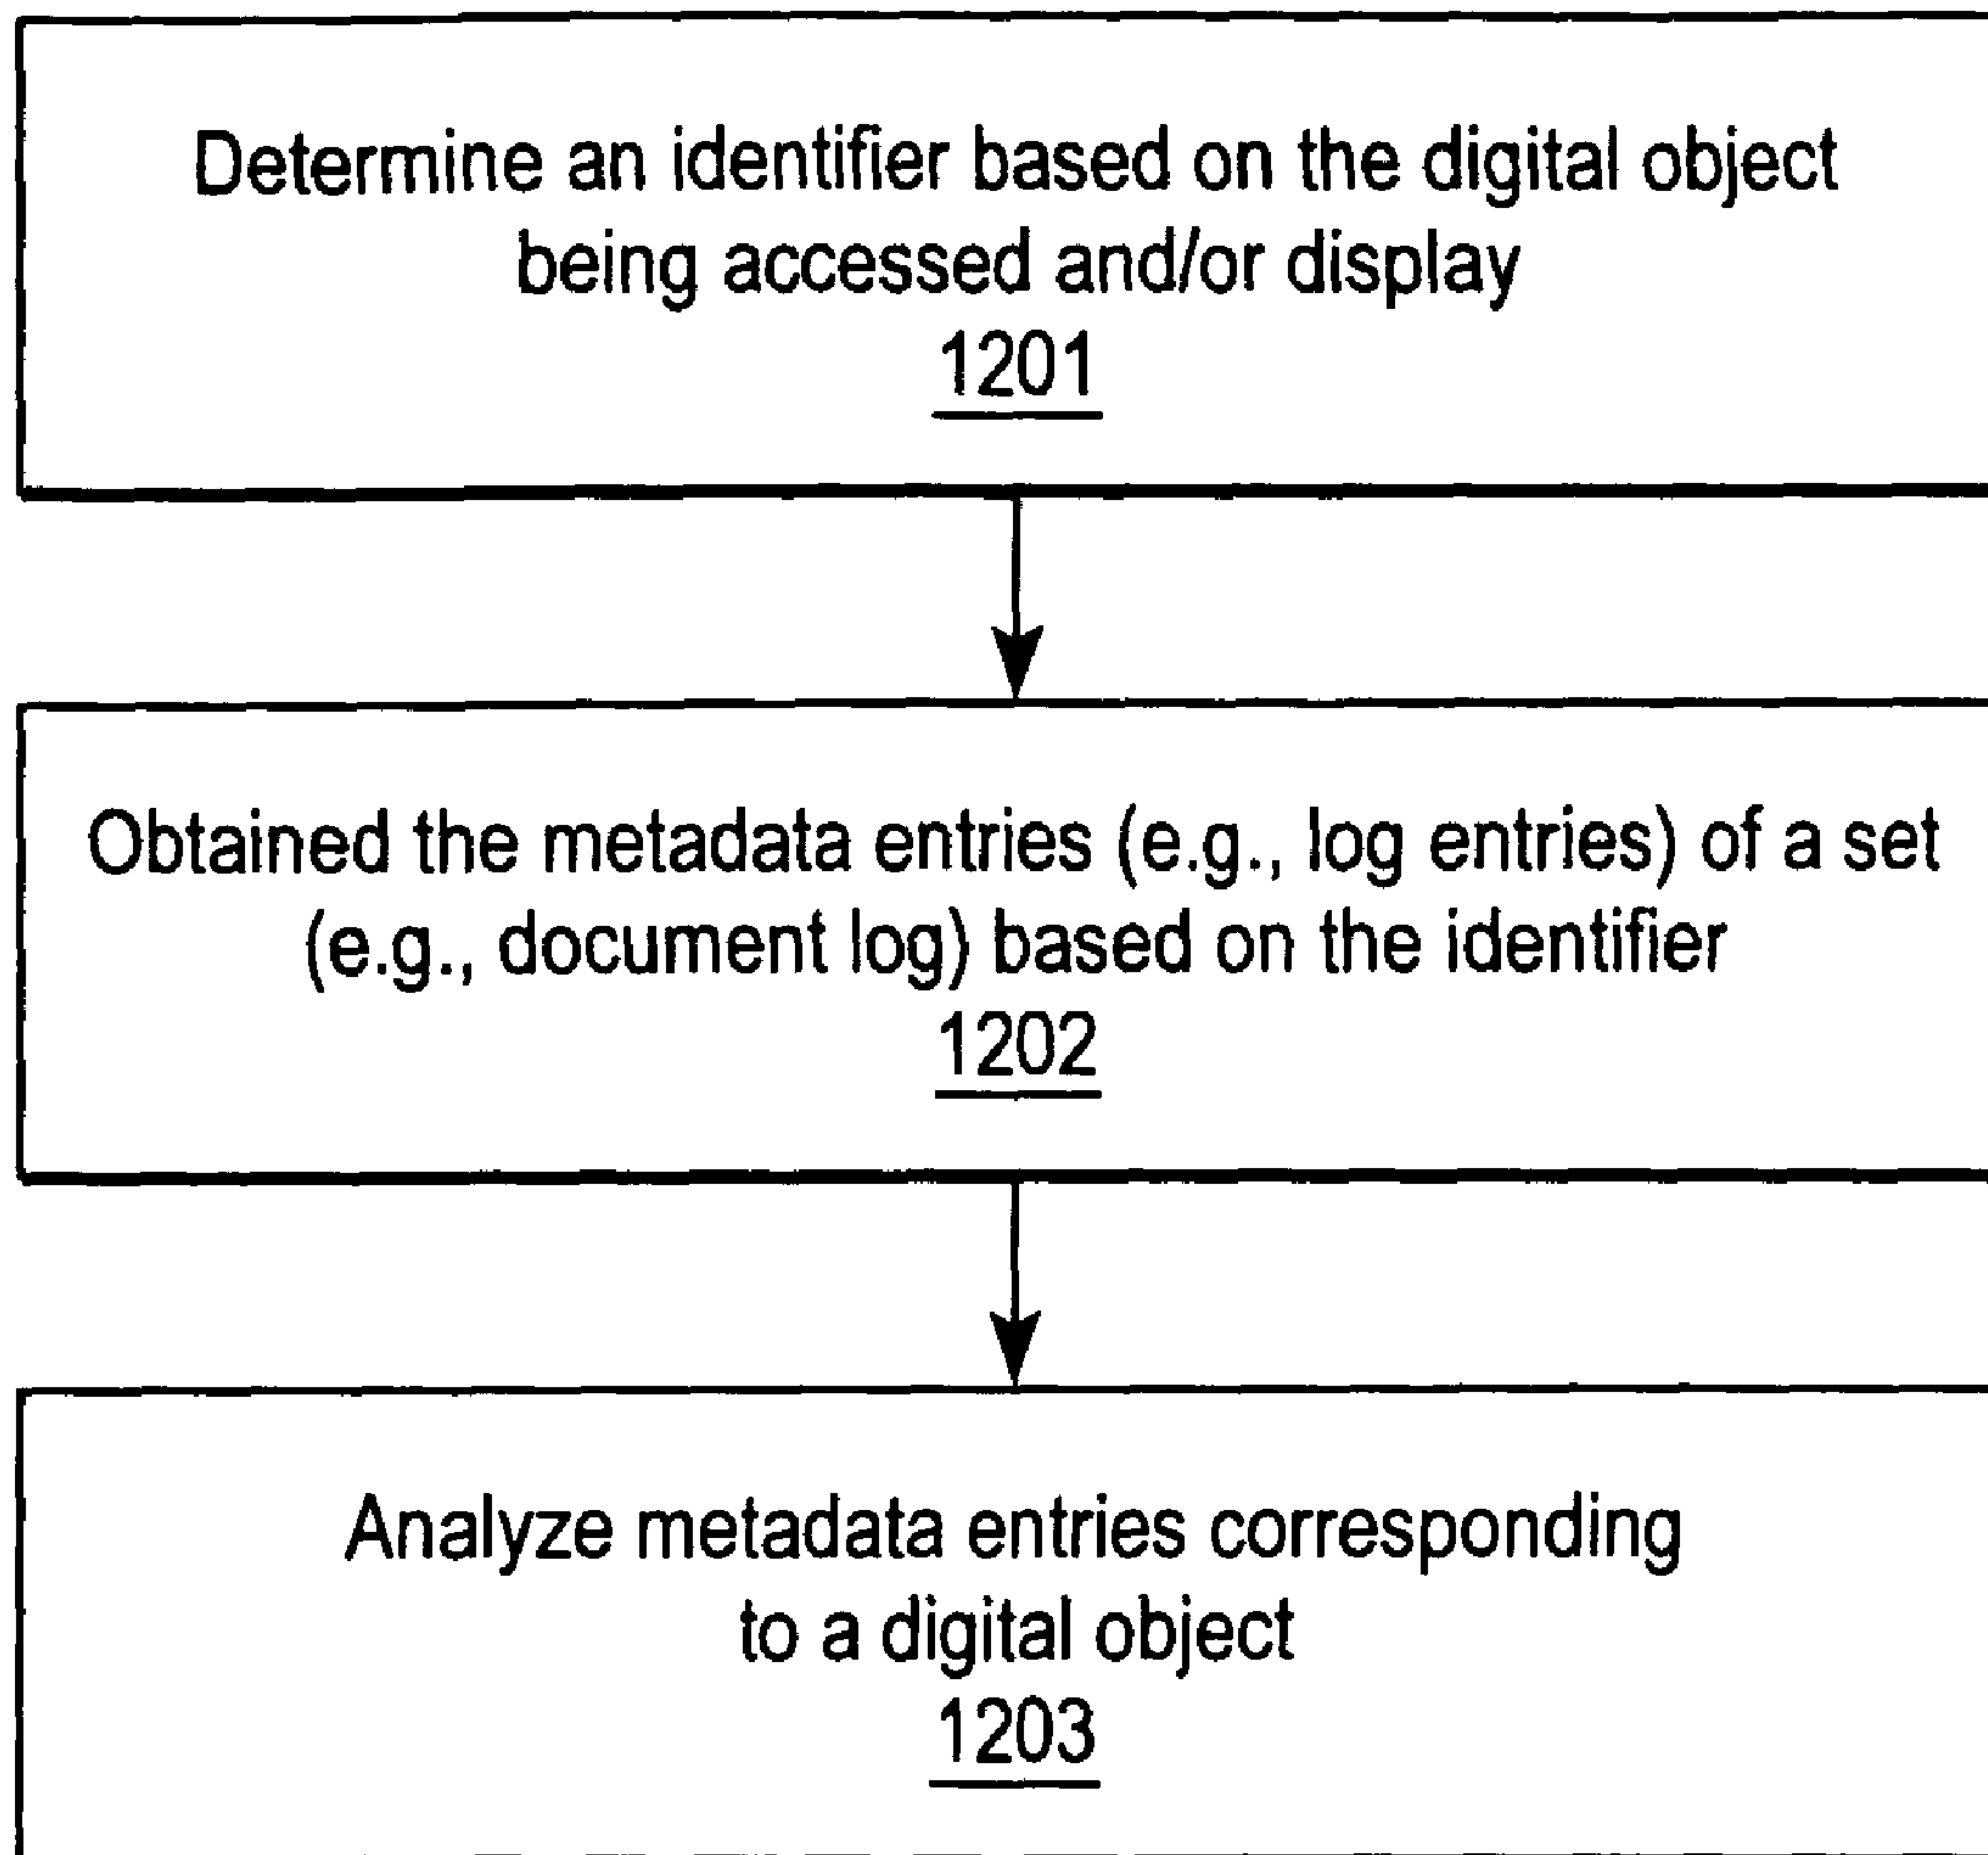 Determine an identifier based on the digital object
being accessed and/or display
1201
Obtained the metadata entries (e.g., log entries) of a set
(e.g., document log) based on the identifier
1202
Analyze metadata entries corresponding
to a digital object
1203